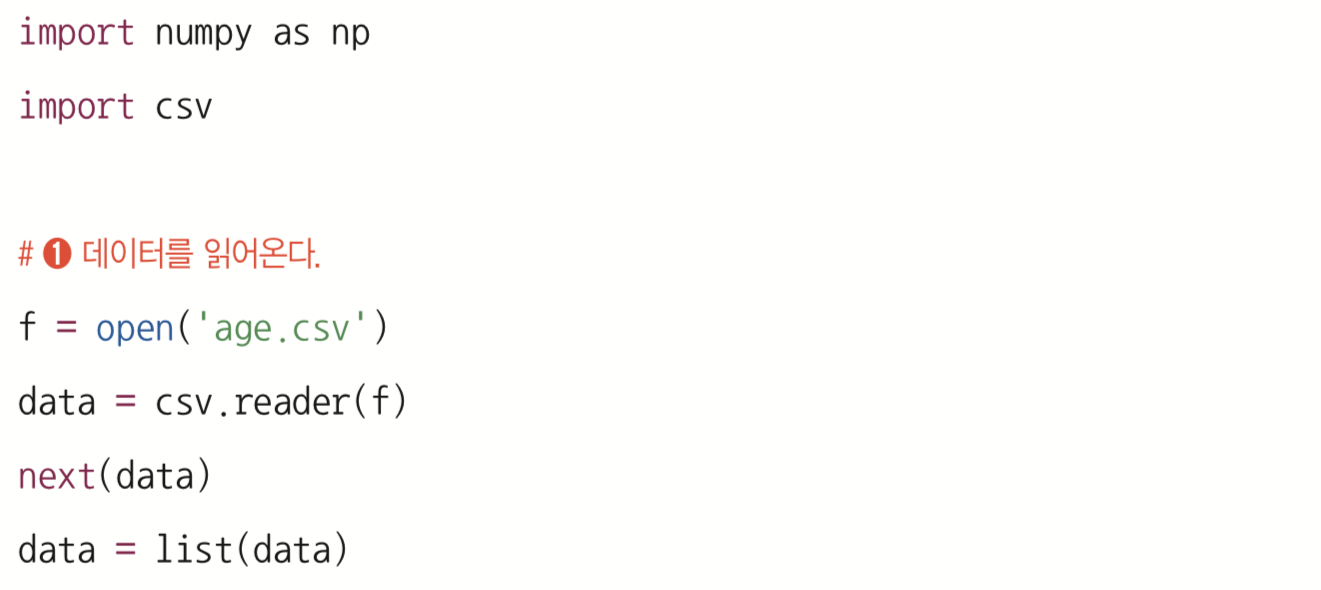 import numpy as np
import csv
# ❶ 데이터를 읽어온다.
f = open('age.csv')
data = csv.reader(f)
next(data)
data = list(data)